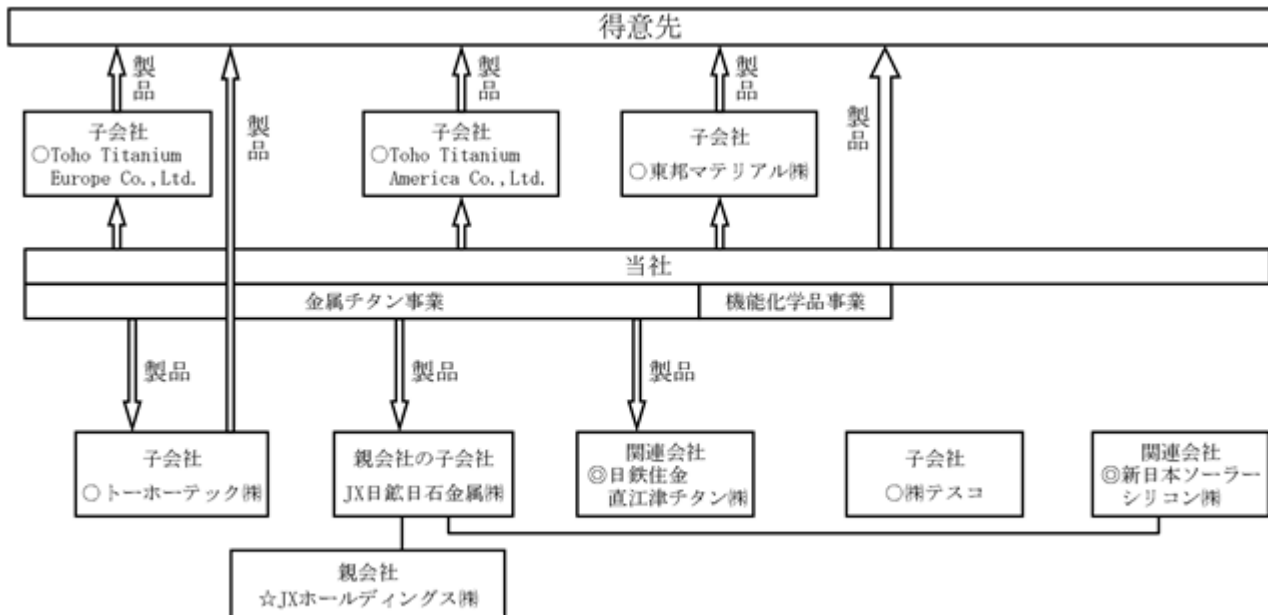 得意先
製品
製品
製品
製品
製品
子会社
○Toho Titanium
Europe Co.,Ltd.
子会社
○Toho Titanium
America Co.,Ltd.
子会社
○東邦マテリアル㈱
当社
金属チタン事業
機能化学品事業
製品
製品
製品
子会社
○トーホーテック㈱
親会社の子会社
JX日鉱日石金属㈱
関連会社
◎日鉄住金
直江津チタン㈱
子会社
○㈱テスコ
関連会社
◎新日本ソーラー
シリコン㈱
親会社
☆JXホールディングス㈱